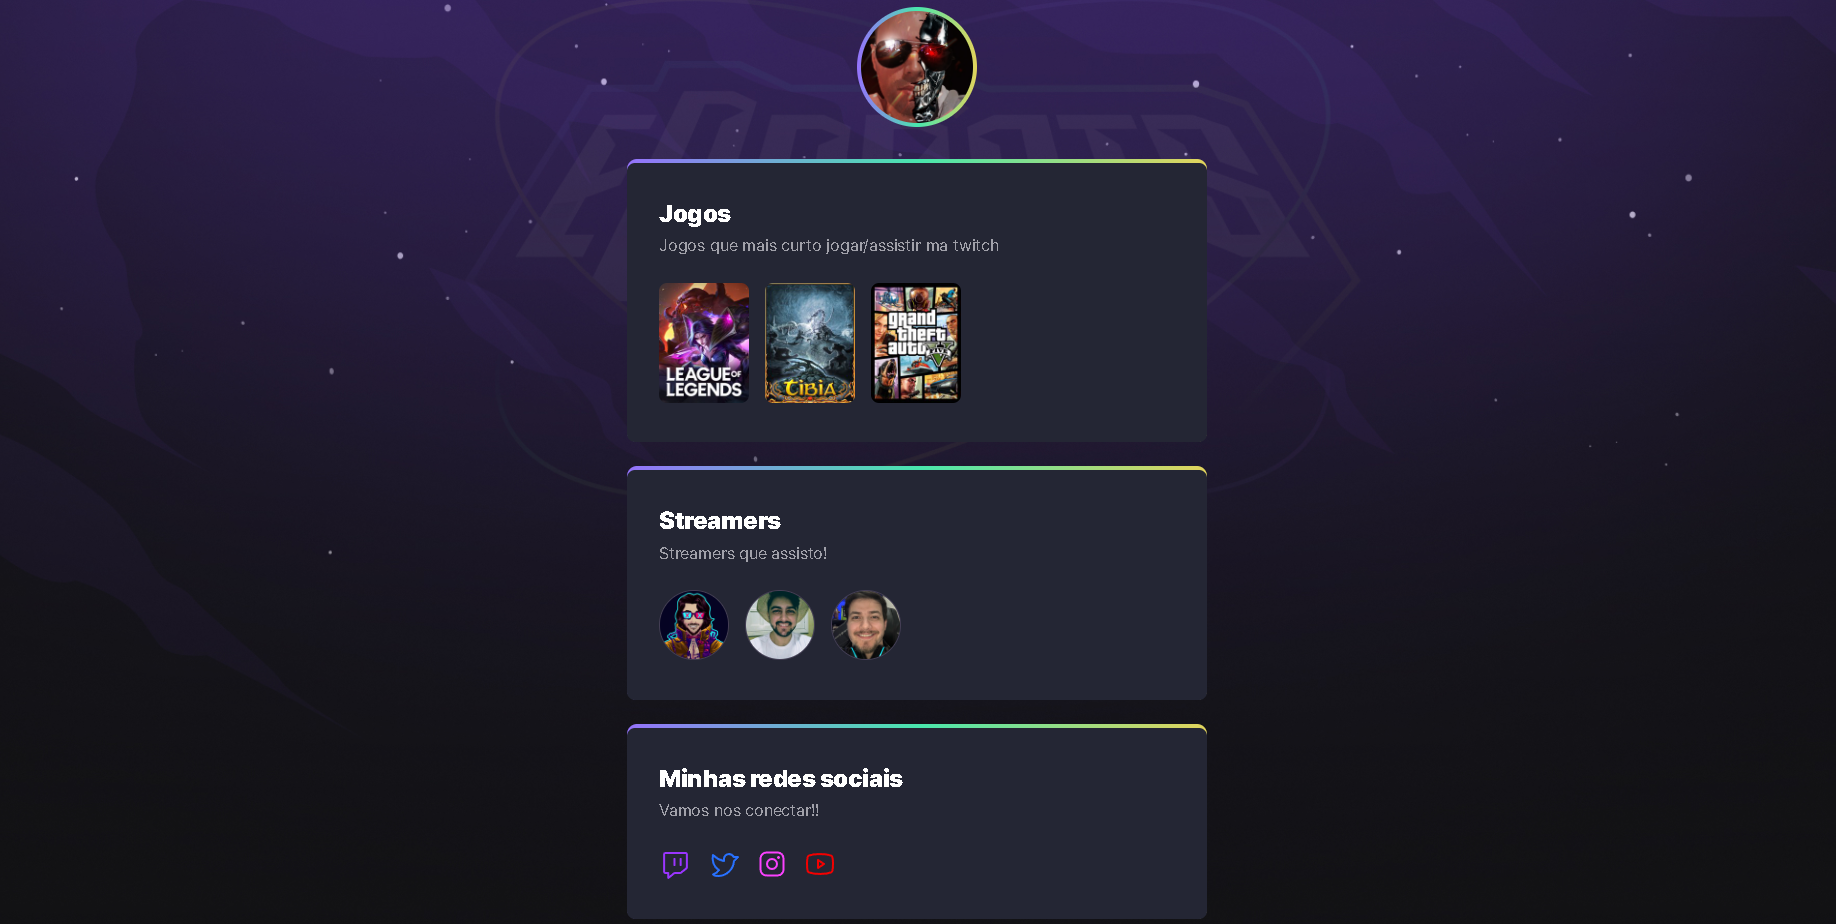 eSPORTS
Jogos
Jogos que mais curto jogar/assistir ma twitch
LEAGUE OF
LEGENDS
TIBIA
grand
theft
auto
V
Streamers
Streamers que assisto!
Minhas redes sociais
Vamos nos conectar!!